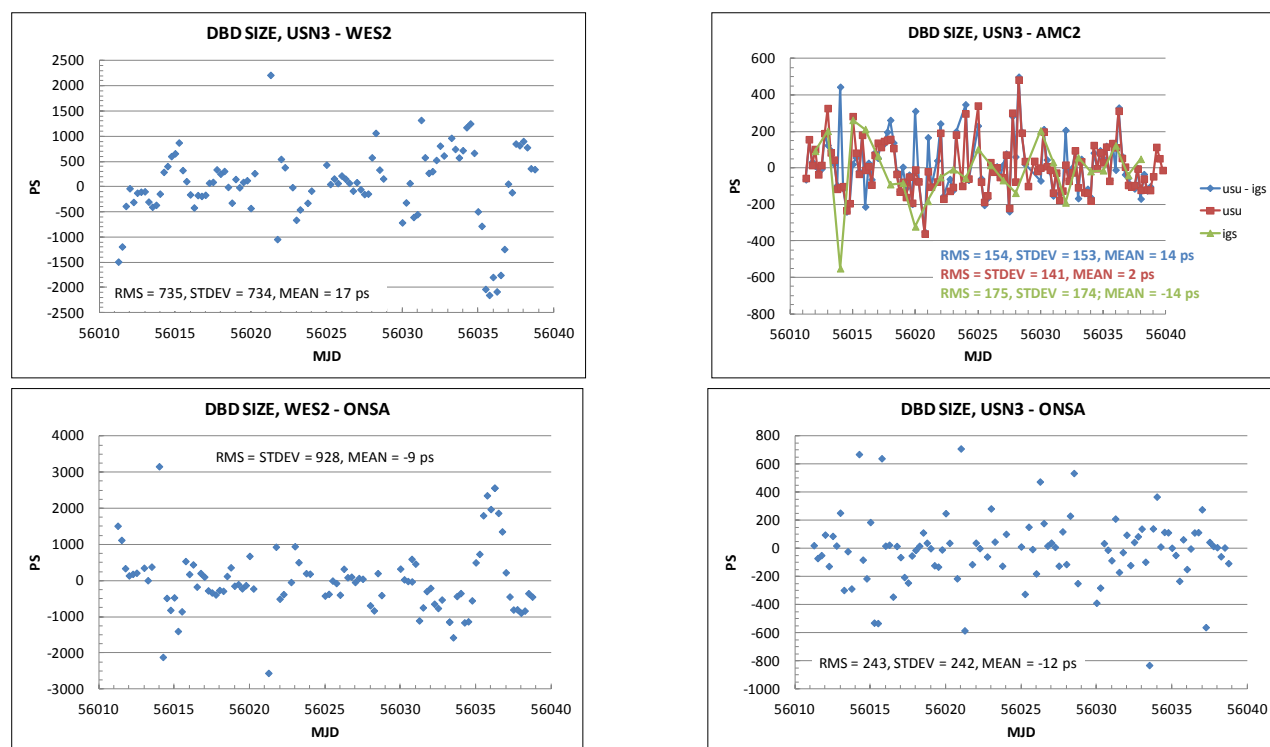 DBD SIZE, USN3 - WES2
PS
2500
2000
1500
1000
500
0
-500
-1000
-1500
-2000
-2500
RMS = 735, STDEV = 734, MEAN = 17 ps
56010 56015 56020 56025 56030 56035 56040
MJD
DBD SIZE, USN3 - AMC2
PS
600
400
200
0
-200
-400
-600
-800
usu - igs
usu
igs
RMS = 154, STDEV = 153, MEAN = 14 ps
RMS = STDEV = 141, MEAN = 2 ps
RMS = 175, STDEV = 174; MEAN = -14 ps
56010 56015 56020 56025 56030 56035 56040
MJD
DBD SIZE, WES2 - ONSA
PS
4000
3000
2000
1000
0
-1000
-2000
-3000
RMS = STDEV = 928, MEAN = -9 ps
56010 56015 56020 56025 56030 56035 56040
MJD
DBD SIZE, USN3 - ONSA
PS
800
600
400
200
0
-200
-400
-600
-800
-1000
RMS = 243, STDEV = 242, MEAN = -12 ps
56010 56015 56020 56025 56030 56035 56040
MJD